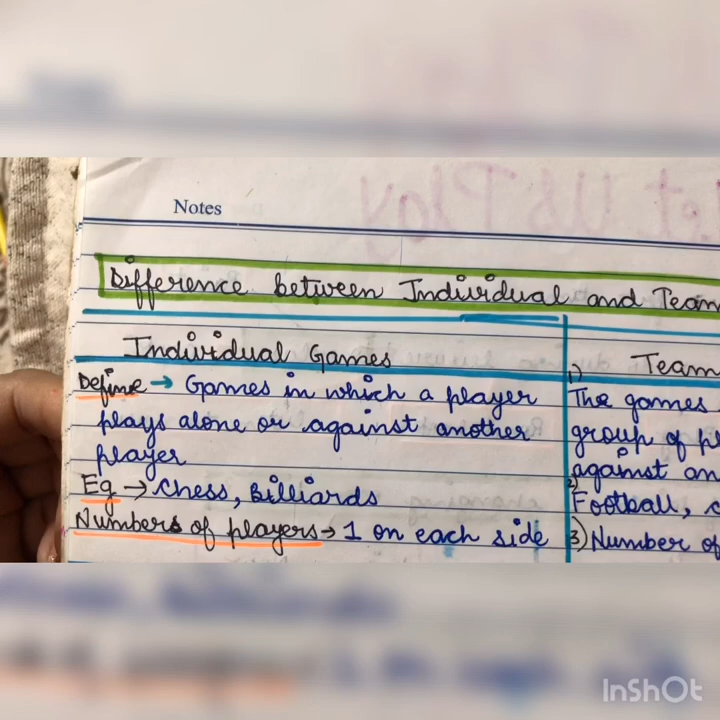 Notes
Difference between Individual and Team
Individual Games
Define → Games in which a player
plays alone or against another
player
Eg → Chess, Billiards
Numbers of players → 1 on each side
1) Team
The games
group of
against
2) Football,
3) Number of
InShOt